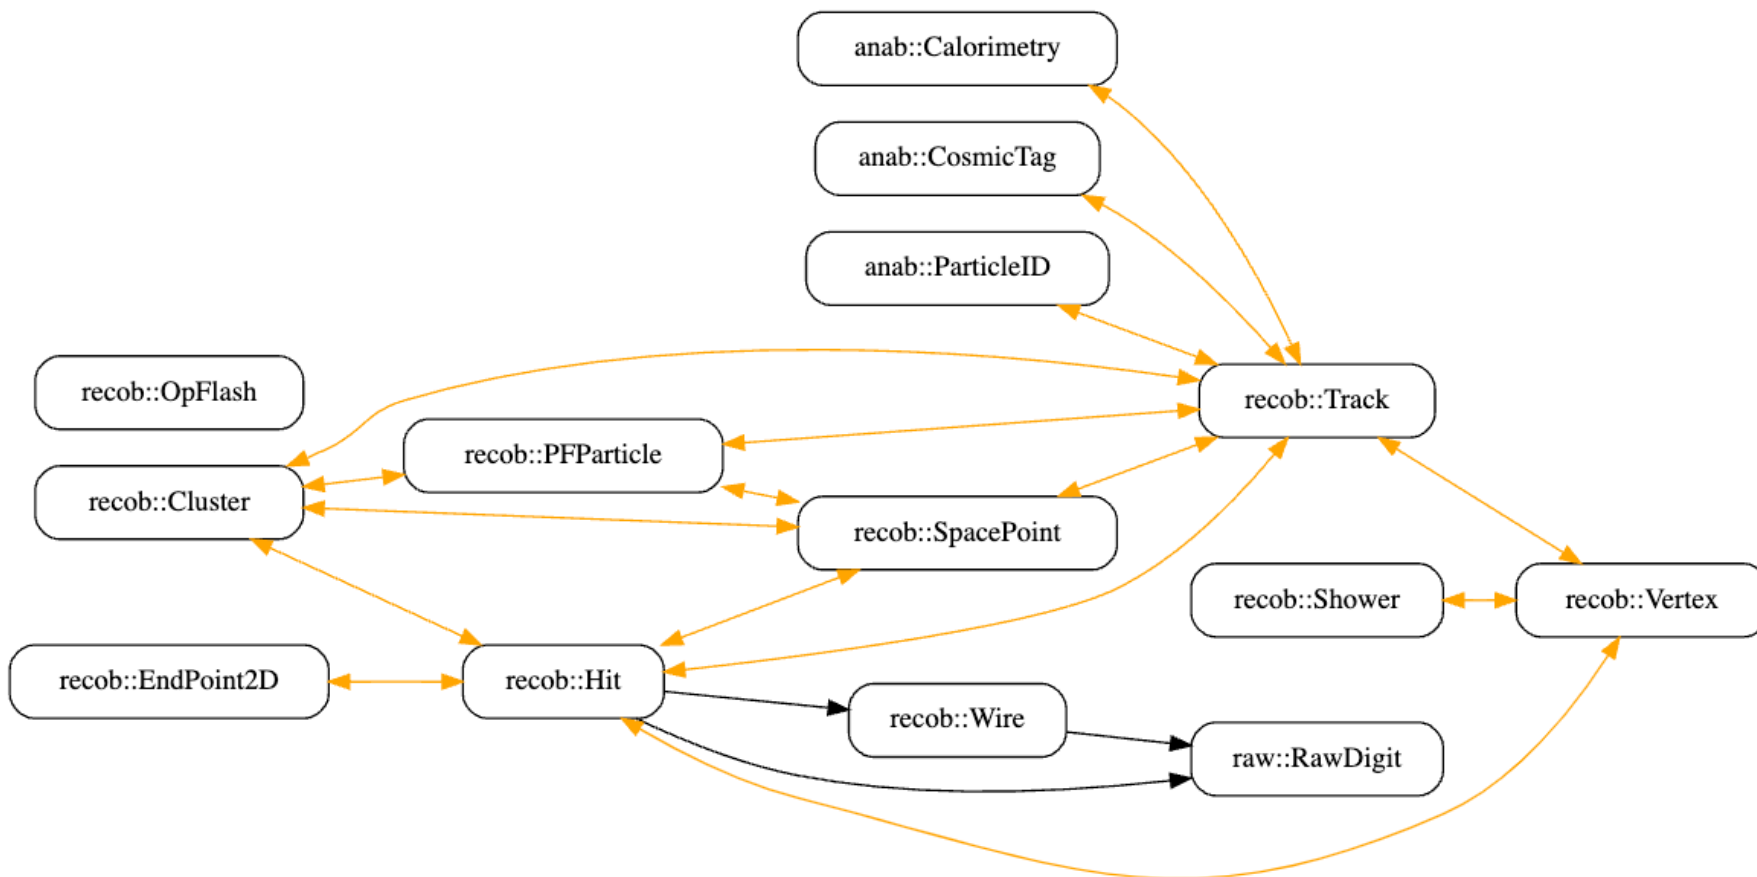 anab::Calorimetry
anab::CosmicTag
anab::ParticleID
recob::OpFlash
recob::Track
recob::PFParticle
recob::Cluster
recob::SpacePoint
recob::Shower
recob::Vertex
recob::EndPoint2D
recob::Hit
recob::Wire
raw::RawDigit